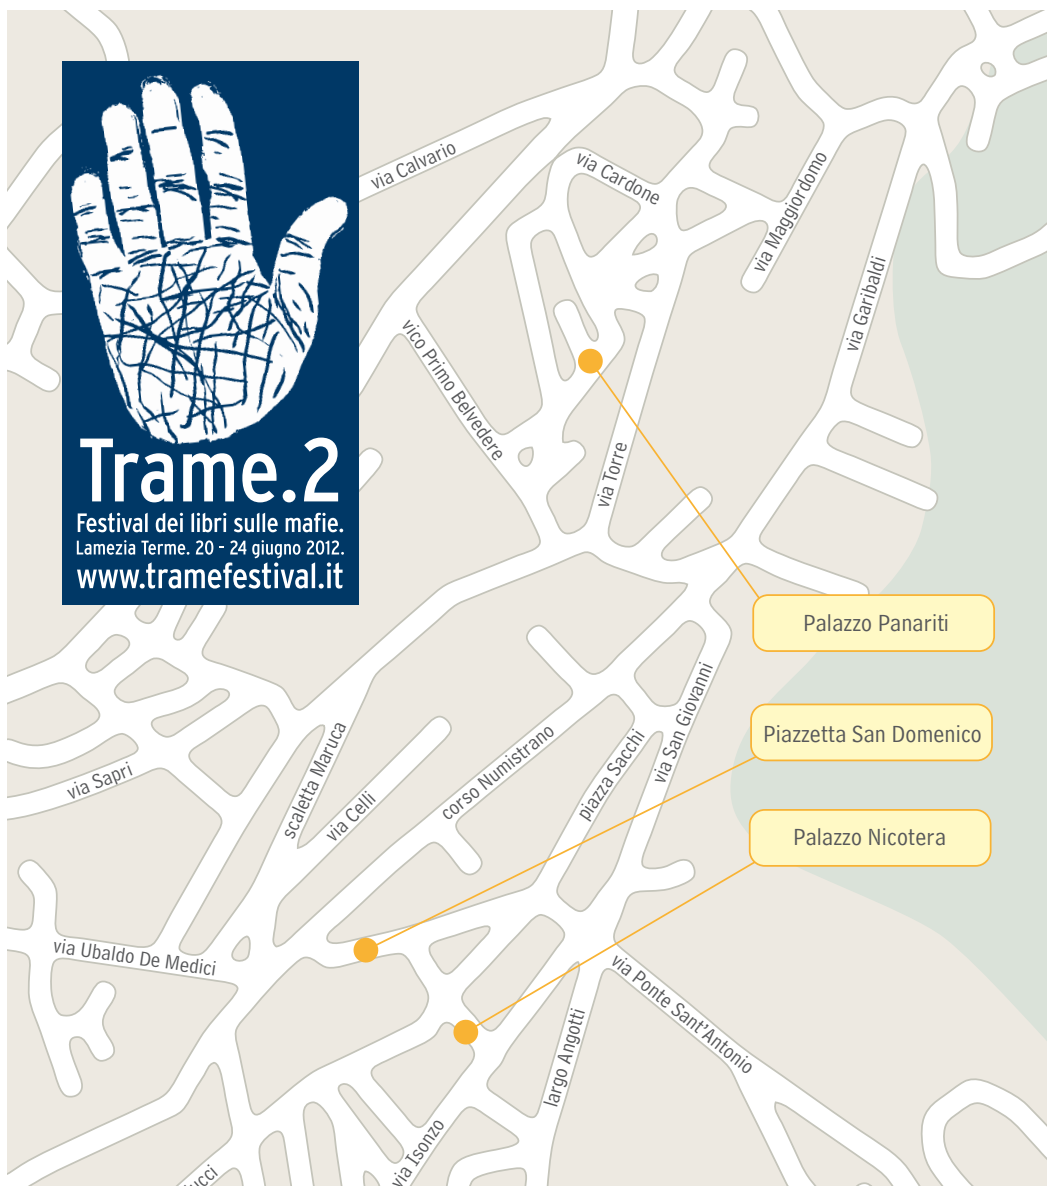 Trame.2
Festival dei libri sulle mafie.
Lamezia Terme. 20 - 24 giugno 2012.
www.tramefestival.it
via Calvario
via Cardone
via Maggiordomo
via Garibaldi
vico Primo Belvedere
via Torre
Palazzo Panariti
Piazzetta San Domenico
Palazzo Nicotera
via San Giovanni
piazza Sacchi
corso Numistrano
scaletta Maruca
via Celli
via Sapri
via Ubaldo De Medici
via Ponte Sant'Antonio
largo Angotti
via Isonzo